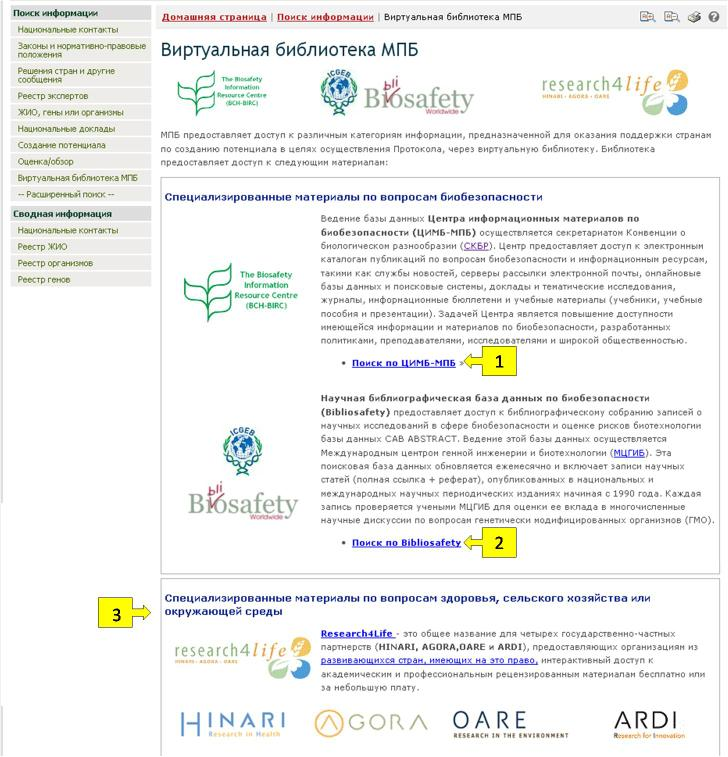 Поиск информации
Национальные контакты
Законы и нормативно-правовые
положения
Решения стран и другие
сообщения
Реестр экспертов
ЖИО, гены или организмы
Национальные доклады
Создание потенциала
Оценка/обзор
Виртуальная библиотека МПБ
-- Расширенный поиск --
Сводная информация
Национальные контакты
Реестр ЖИО
Реестр организмов
Реестр генов
Домашняя страница | Поиск информации | Виртуальная библиотека МПБ
Виртуальная библиотека МПБ
The Biosafety
Information
Resource Centre
(BCH-BIRC)
ICGEB
bli
Biosafety
Worldwide
research4life
HINARI - AGORA - OARE
МПБ предоставляет доступ к различным категориям информации, предназначенной для оказания поддержки странам
по созданию потенциала в целях осуществления Протокола, через виртуальную библиотеку. Библиотека
предоставляет доступ к следующим материалам:
Специализированные материалы по вопросам биобезопасности
The Biosafety
Information
Resource Centre
(BCH-BIRC)
Ведение базы данных Центра информационных материалов по
биобезопасности (ЦИМБ-МПБ) осуществляется секретариатом Конвенции о
биологическом разнообразии (СКБР). Центр предоставляет доступ к электронным
каталогам публикаций по вопросам биобезопасности и информационным ресурсам,
такими как службы новостей, серверы рассылки электронной почты, онлайновые
базы данных и поисковые системы, доклады и тематические исследования,
журналы, информационные бюллетени и учебные материалы (учебники, учебные
пособия и презентации). Задачей Центра является повышение доступности
имеющейся информации и материалов по биобезопасности, разработанных
политиками, преподавателями, исследователями и широкой общественностью.
• Поиск по ЦИМБ-МПБ »
1
ICGEB
bli
Biosafety
Worldwide
Научная библиографическая база данных по биобезопасности
(Bibliosafety) предоставляет доступ к библиографическому собранию записей о
научных исследований в сфере биобезопасности и оценке рисков биотехнологии
базы данных CAB ABSTRACT. Ведение этой базы данных осуществляется
Международным центром генной инженерии и биотехнологии (МЦГИБ). Эта
поисковая база данных обновляется ежемесячно и включает записи научных
статей (полная ссылка + реферат), опубликованных в национальных и
международных научных периодических изданиях начиная с 1990 года. Каждая
запись проверяется учеными МЦГИБ для оценки ее вклада в многочисленные
научные дискуссии по вопросам генетически модифицированных организмов (ГМО).
• Поиск по Bibliosafety
2
3
Специализированные материалы по вопросам здоровья, сельского хозяйства или
окружающей среды
research4life
HINARI - AGORA - OARE
Research4Life - это общее название для четырех государственно-частных
партнерств (HINARI, AGORA,OARE и ARDI), предоставляющих организациям из
развивающихся стран, имеющих на это право, интерактивный доступ к
академическим и профессиональным рецензированным материалам бесплатно или
за небольшую плату.
HINARI
Research in Health
AGORA
OARE
RESEARCH IN THE ENVIRONMENT
ARDI
Research for Innovation